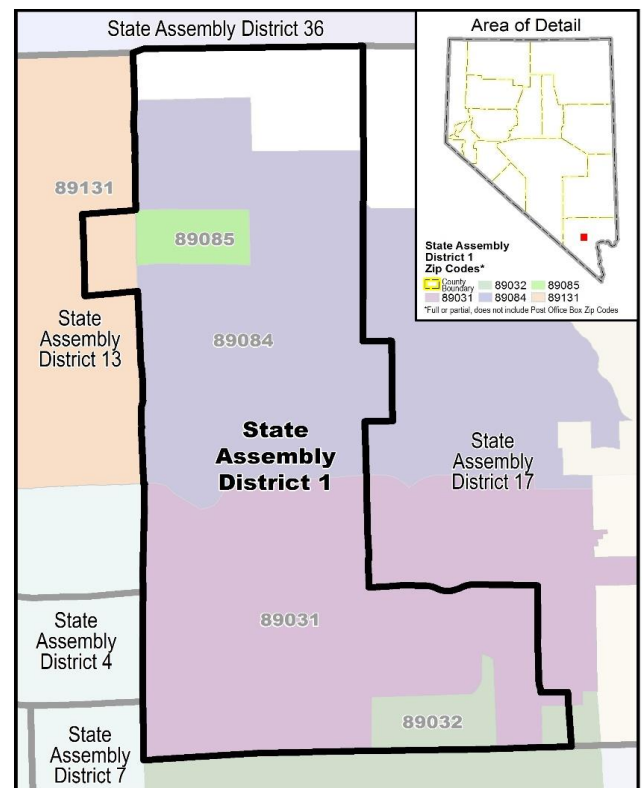 State Assembly District 36
Area of Detail
State Assembly
District 1
Zip Codes*
County
Boundary
89032
89085
89031
89084
89131
*Full or partial, does not include Post Office Box Zip Codes
89131
89085
State
Assembly
District 13
89084
State
Assembly
District 1
State
Assembly
District 17
89031
State
Assembly
District 4
89032
State
Assembly
District 7